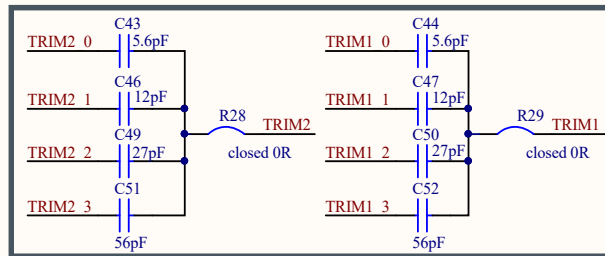 C43
TRIM2_0 5.6pF
C46
TRIM2_1 12pF
R28
TRIM2
C49
TRIM2_2 27pF
closed 0R
C51
TRIM2_3
56pF
C44
TRIM1_0 5.6pF
C47
TRIM1_1 12pF
R29
TRIM1
C50
TRIM1_2 27pF
closed 0R
C52
TRIM1_3
56pF